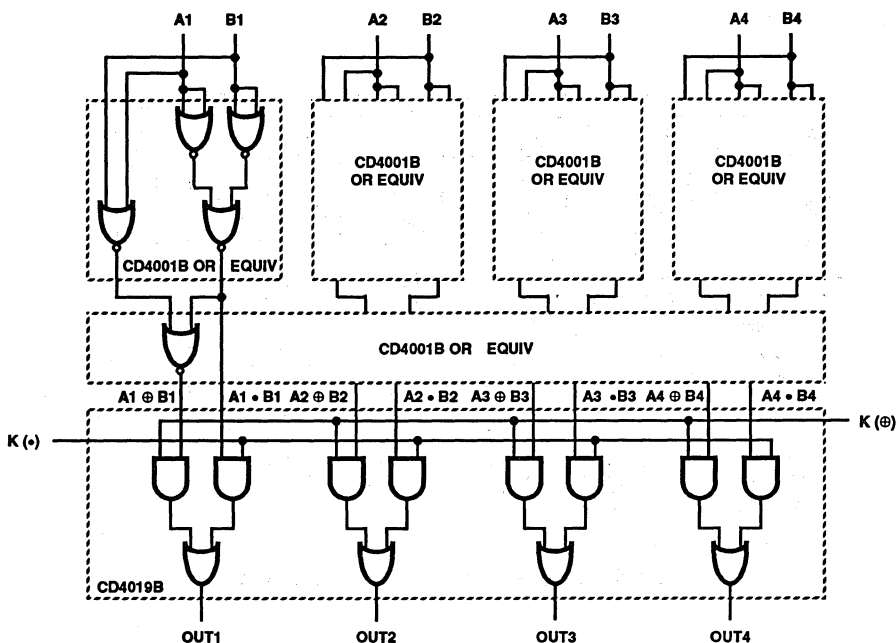 A1 B1 A2 B2 A3 B3 A4 B4
CD4001B
OR EQUIV
CD4001B
OR EQUIV
CD4001B
OR EQUIV
CD4001B OR EQUIV
CD4001B OR EQUIV
A1 ⊕ B1 A1 • B1 A2 ⊕ B2 A2 • B2 A3 ⊕ B3 A3 • B3 A4 ⊕ B4 A4 • B4
K (⊕)
K (•)
CD4019B
OUT1 OUT2 OUT3 OUT4